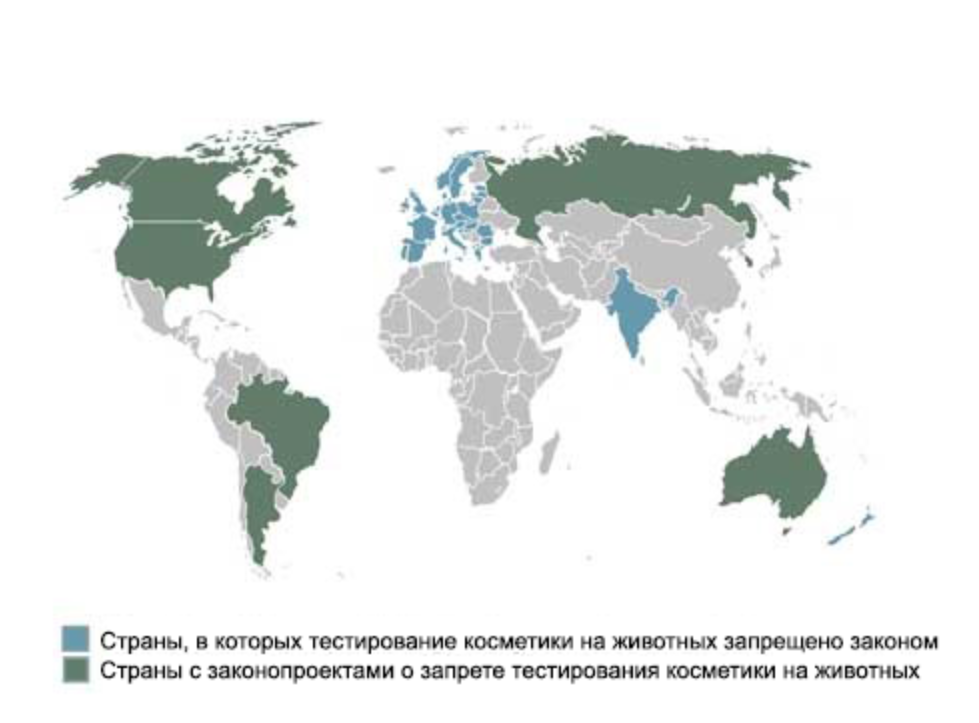 Страны, в которых тестирование косметики на животных запрещено законом
Страны с законопроектами о запрете тестирования косметики на животных